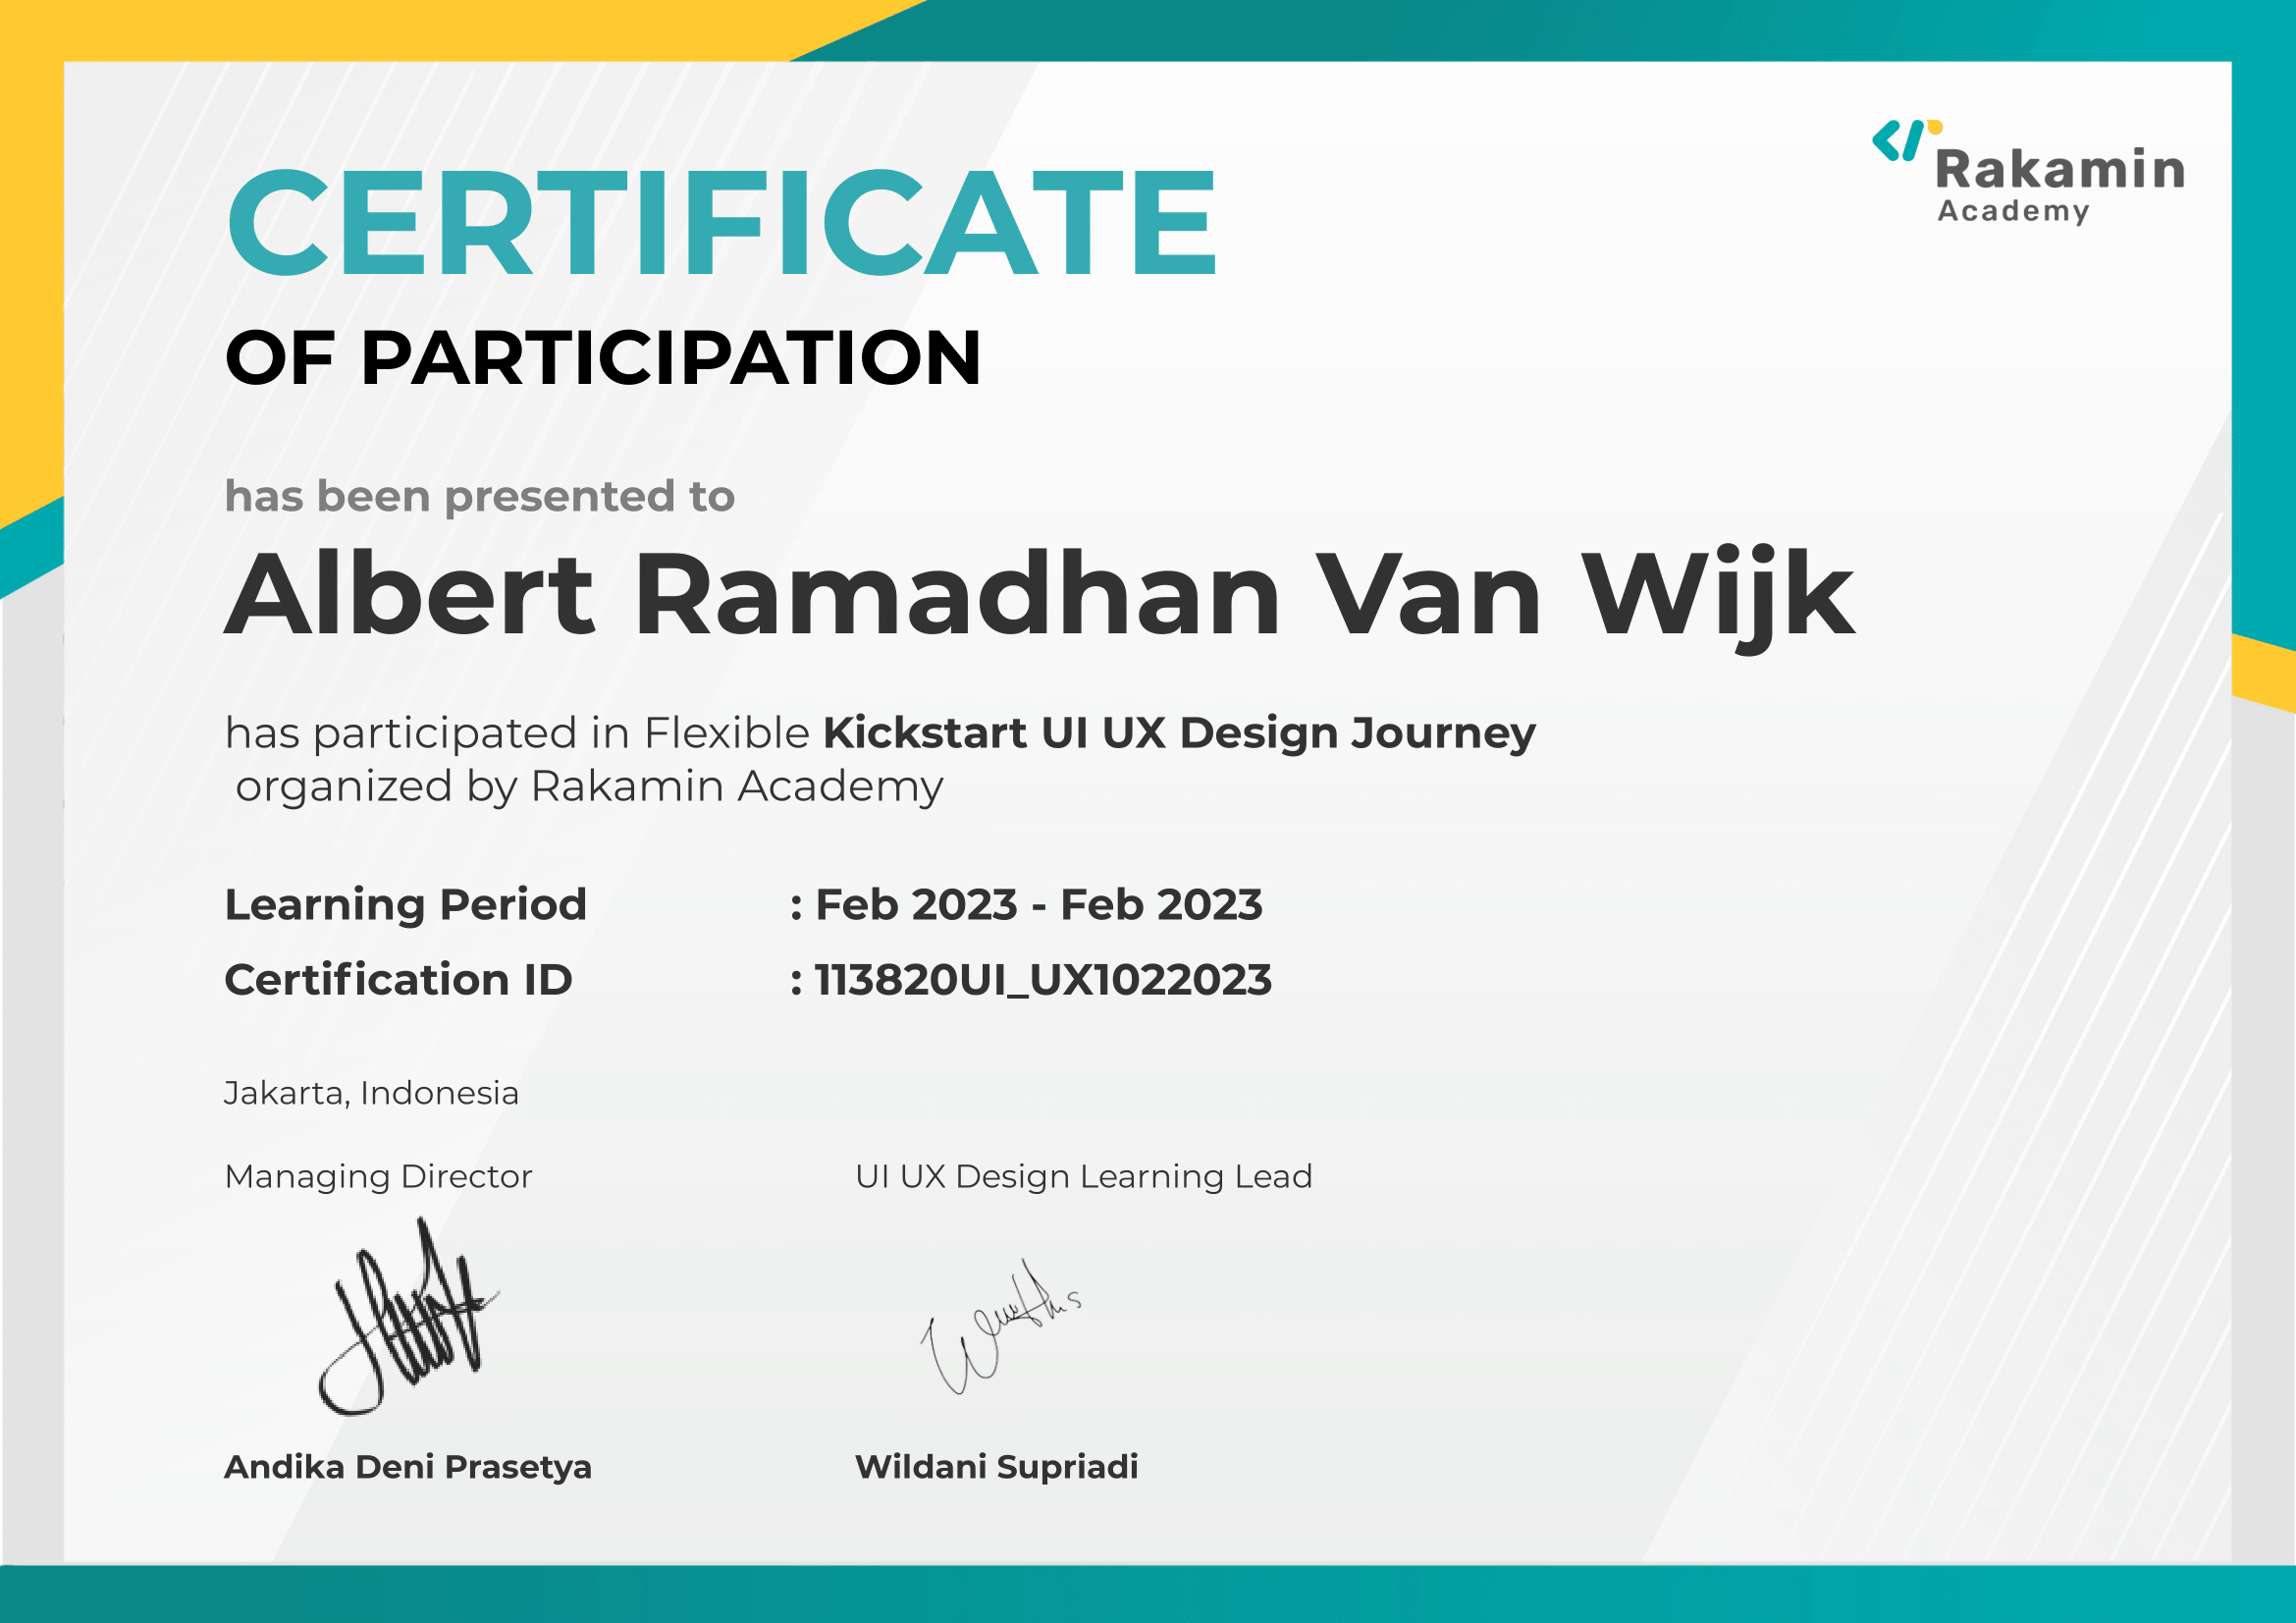 Rakamin
Academy
CERTIFICATE
OF PARTICIPATION
has been presented to
Albert Ramadhan Van Wijk
has participated in Flexible Kickstart UI UX Design Journey
organized by Rakamin Academy
Learning Period : Feb 2023 - Feb 2023
Certification ID : 113820UI_UX1022023
Jakarta, Indonesia
Managing Director
UI UX Design Learning Lead
Andika Deni Prasetya
Wildani Supriadi